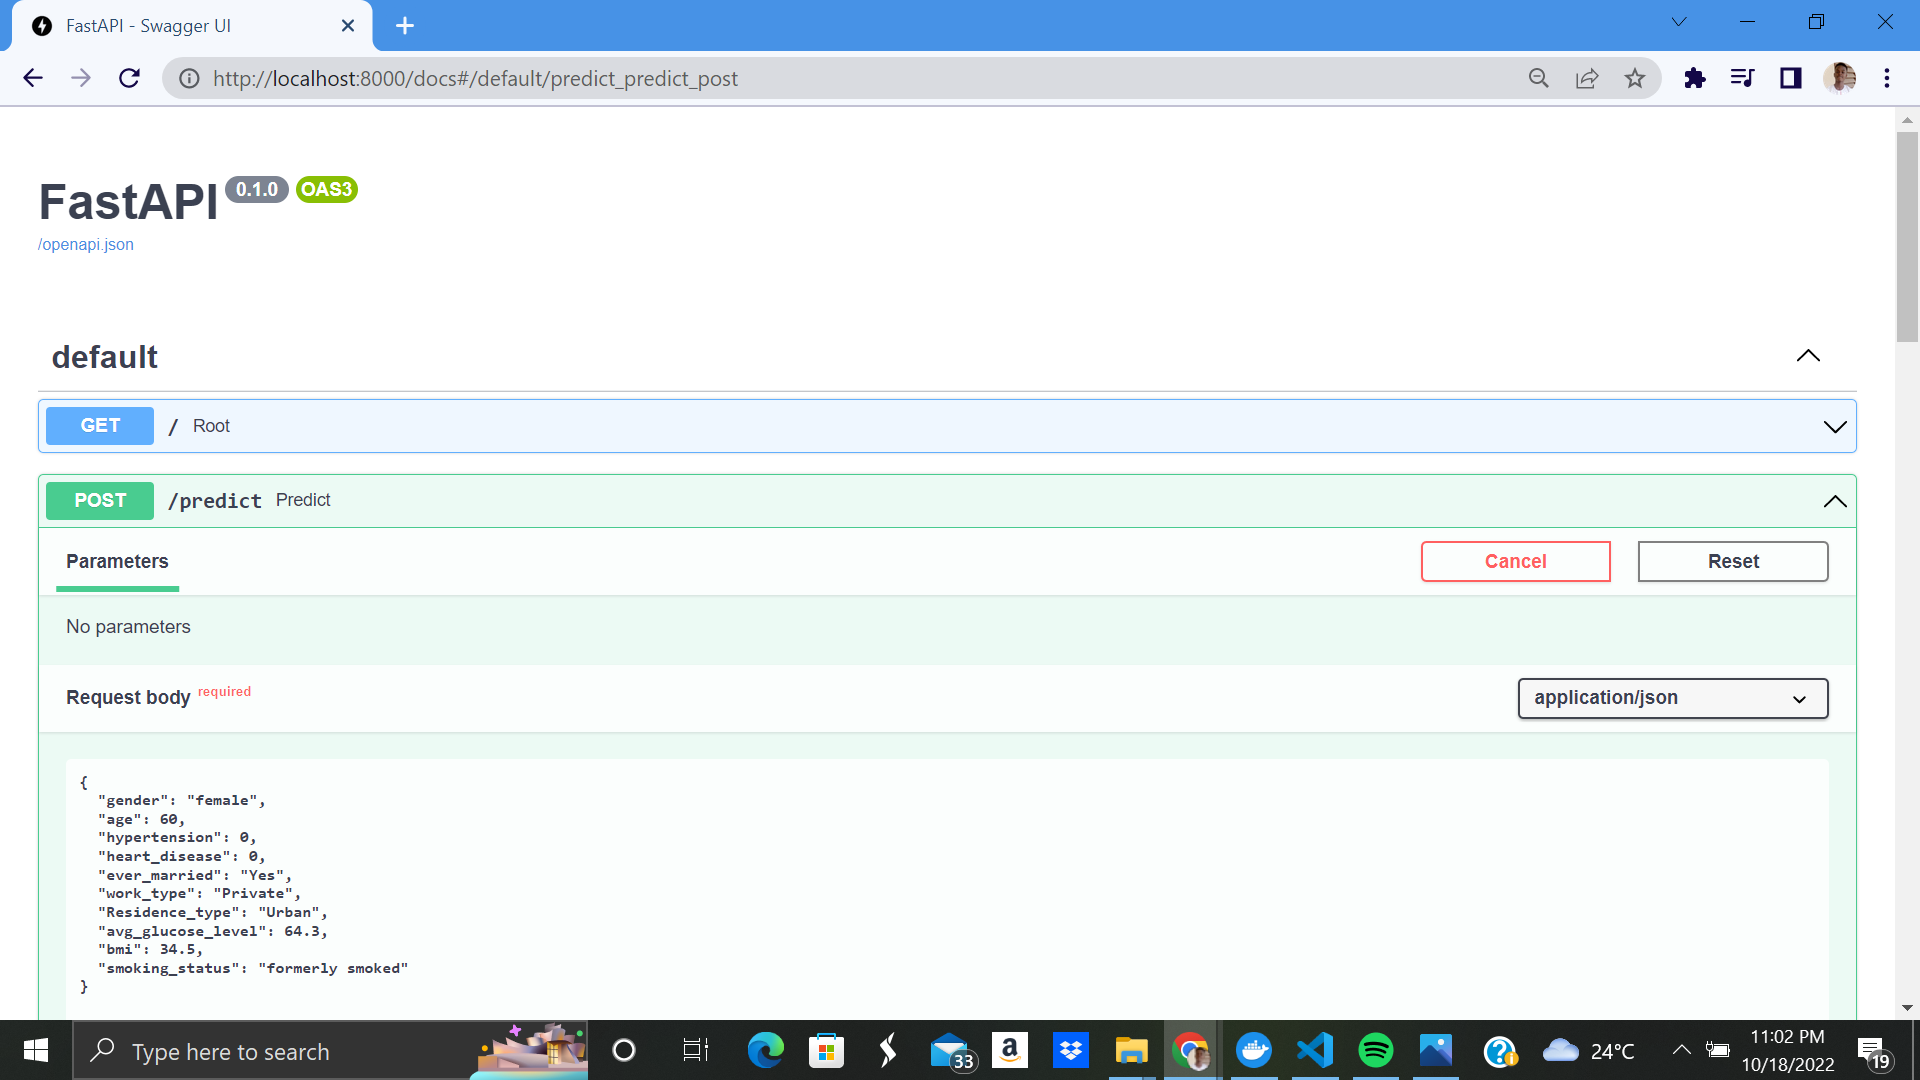 FastAPI - Swagger UI
http://localhost:8000/docs#/default/predict_predict_post
FastAPI 0.1.0 OAS3
/openapi.json
default
GET / Root
POST /predict Predict
Parameters Cancel Reset
No parameters
Request body required application/json
{
"gender": "female",
"age": 60,
"hypertension": 0,
"heart_disease": 0,
"ever_married": "Yes",
"work_type": "Private",
"Residence_type": "Urban",
"avg_glucose_level": 64.3,
"bmi": 34.5,
"smoking_status": "formerly smoked"
}
Type here to search 33 a 24°C 11:02 PM
10/18/2022 19